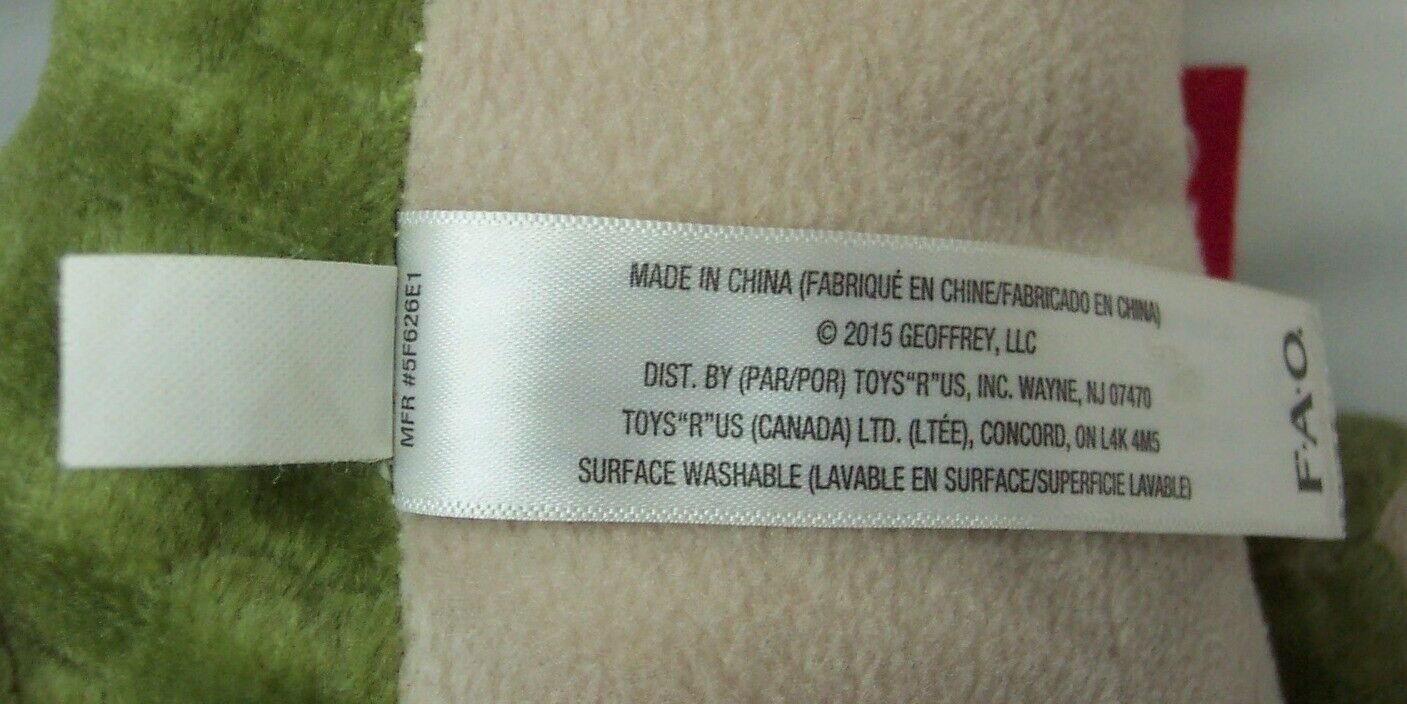 MFR #5F626E1
MADE IN CHINA (FABRIQUÉ EN CHINE/FABRICADO EN CHINA)
© 2015 GEOFFREY, LLC
DIST. BY (PAR/POR) TOYS“R”US, INC. WAYNE, NJ 07470
TOYS“R”US (CANADA) LTD. (LTÉE), CONCORD, ON L4K 4M5
SURFACE WASHABLE (LAVABLE EN SURFACE/SUPERFICIE LAVABLE)
F·A·O.